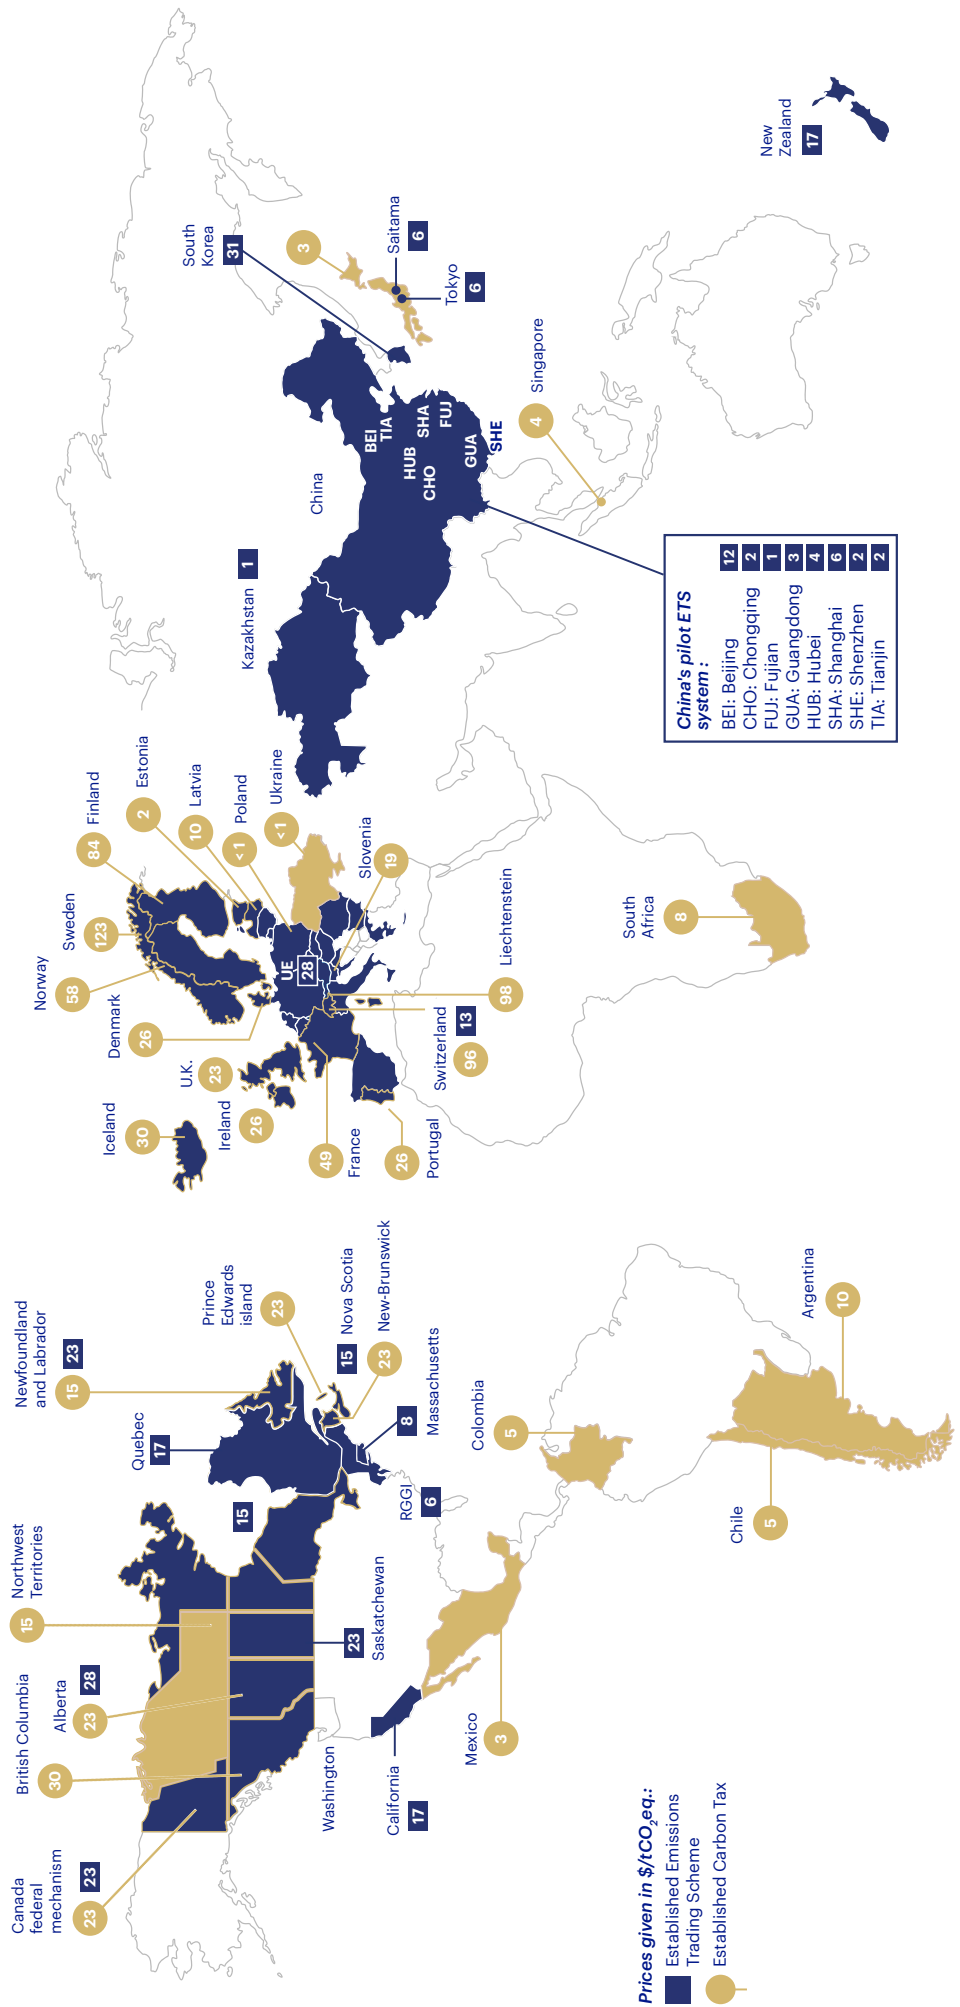 Canada
federal
mechanism
23
23
British Columbia
30
Alberta
28
23
Northwest
Territories
15
Newfoundland
and Labrador
23
15
Quebec
17
15
Prince
Edwards
island
23
Nova Scotia
15
New-Brunswick
23
Massachusetts
8
RGGI
6
Saskatchewan
23
Washington
California
17
Mexico
3
Colombia
5
Chile
5
Argentina
10
Iceland
30
Ireland
26
U.K.
23
Denmark
26
Norway
58
Sweden
123
Finland
84
Estonia
2
Latvia
10
Poland
<1
Ukraine
<1
UE
28
Slovenia
19
Liechtenstein
98
Switzerland
13
96
France
49
Portugal
26
South
Africa
8
Kazakhstan
1
China
BEI
TIA
HUB
SHA
CHO
FUJ
GUA
SHE
South
Korea
31
3
Saitama
6
Tokyo
6
Singapore
4
New
Zealand
17
China's pilot ETS
system :
BEI: Beijing 12
CHO: Chongqing 2
FUJ: Fujian 1
GUA: Guangdong 3
HUB: Hubei 4
SHA: Shanghai 6
SHE: Shenzhen 2
TIA: Tianjin 2
Prices given in $/tCO₂eq.:
Established Emissions
Trading Scheme
Established Carbon Tax